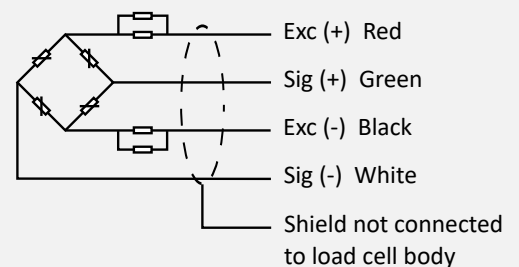 Exc (+) Red
Sig (+) Green
Exc (-) Black
Sig (-) White
Shield not connected
to load cell body